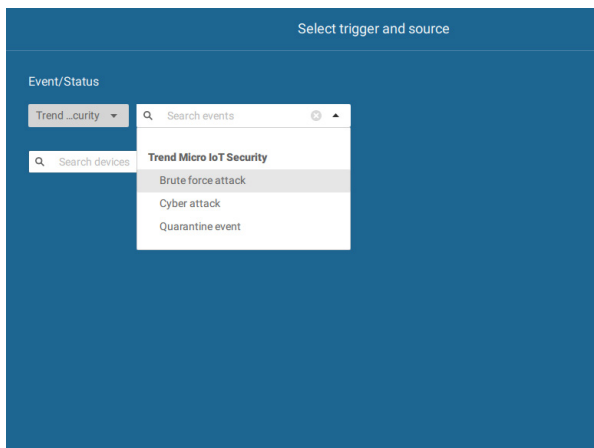 Select trigger and source
Event/Status
Trend ...curity
Search events
Search devices
Trend Micro IoT Security
Brute force attack
Cyber attack
Quarantine event